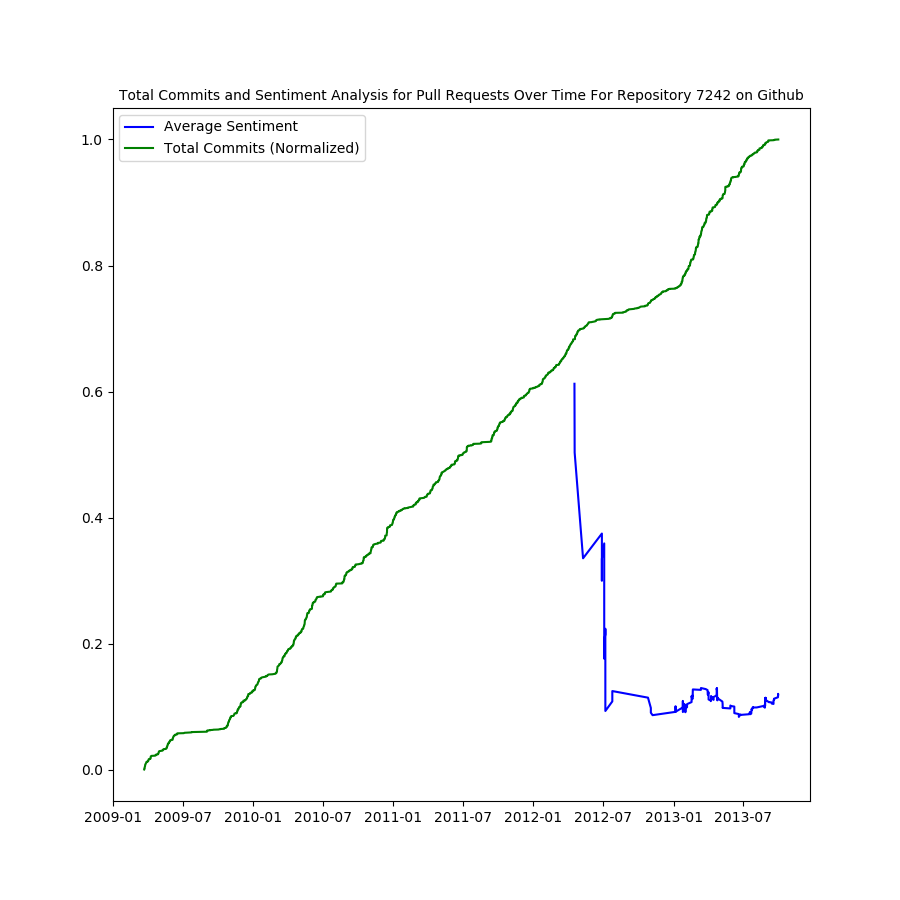 Total Commits and Sentiment Analysis for Pull Requests Over Time For Repository 7242 on Github
Average Sentiment
Total Commits (Normalized)
1.0
0.8
0.6
0.4
0.2
0.0
2009-01 2009-07 2010-01 2010-07 2011-01 2011-07 2012-01 2012-07 2013-01 2013-07